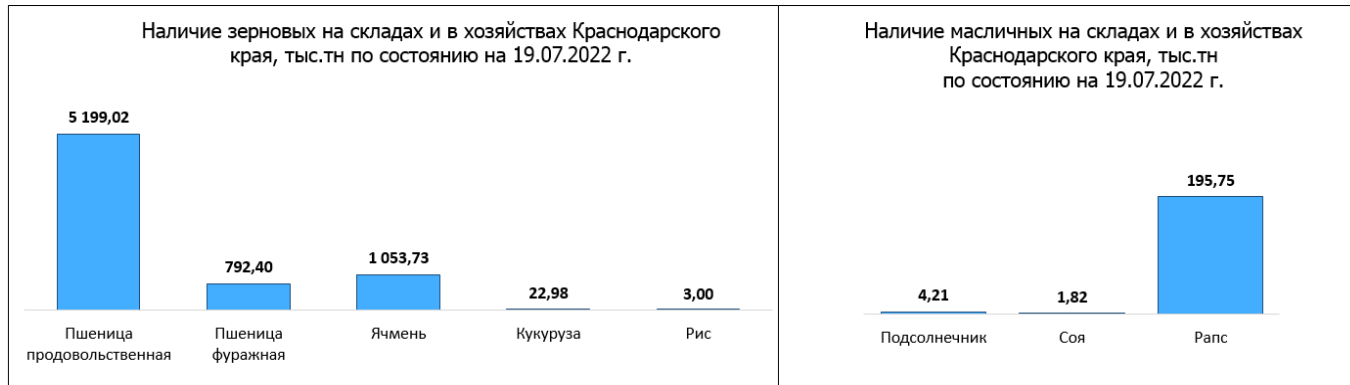 Наличие зерновых на складах и в хозяйствах Краснодарского
края, тыс.тн по состоянию на 19.07.2022 г.
5 199,02
792,40
1 053,73
22,98
3,00
Пшеница
продовольственная
Пшеница
фуражная
Ячмень
Кукуруза
Рис
Наличие масличных на складах и в хозяйствах
Краснодарского края, тыс.тн
по состоянию на 19.07.2022 г.
4,21
1,82
195,75
Подсолнечник
Соя
Рапс